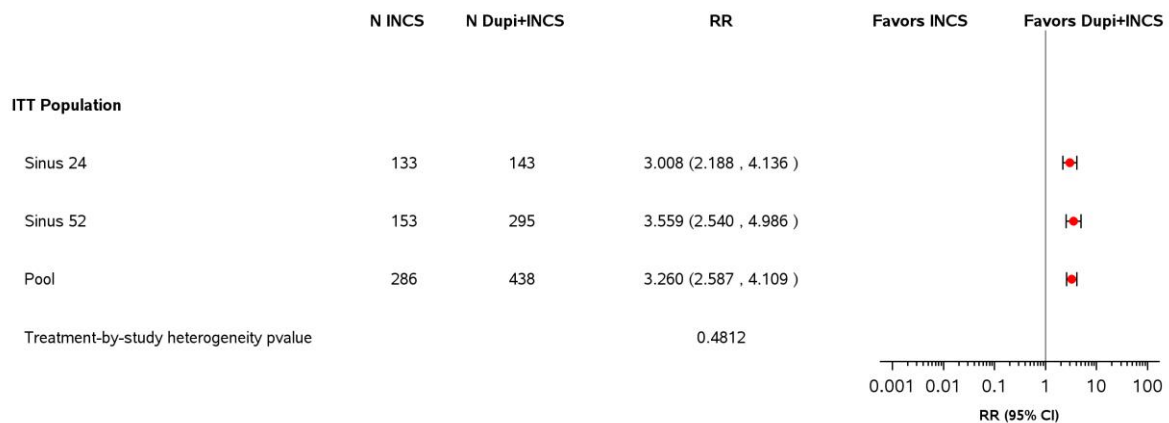 N INCS N Dupi+INCS RR Favors INCS Favors Dupi+INCS
ITT Population
Sinus 24 133 143 3.008 (2.188 , 4.136 )
Sinus 52 153 295 3.559 (2.540 , 4.986 )
Pool 286 438 3.260 (2.587 , 4.109 )
Treatment-by-study heterogeneity pvalue 0.4812
0.001 0.01 0.1 1 10 100
RR (95% CI)